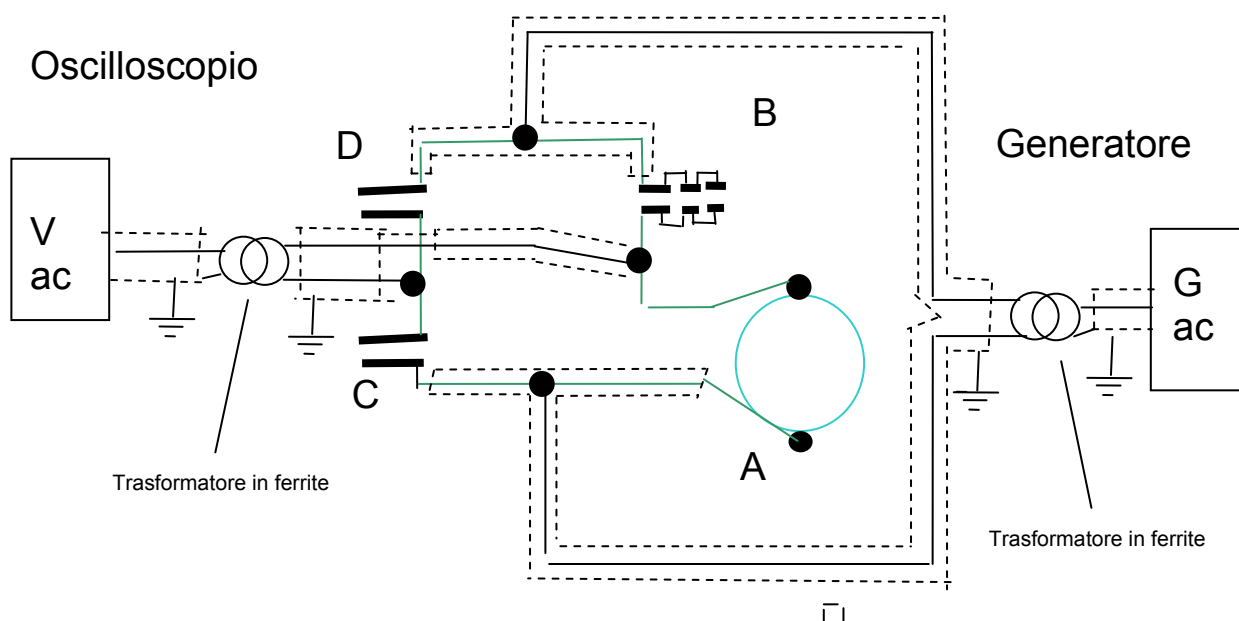 Oscilloscopio
B
D
Generatore
V
ac
G
ac
C
A
Trasformatore in ferrite
Trasformatore in ferrite